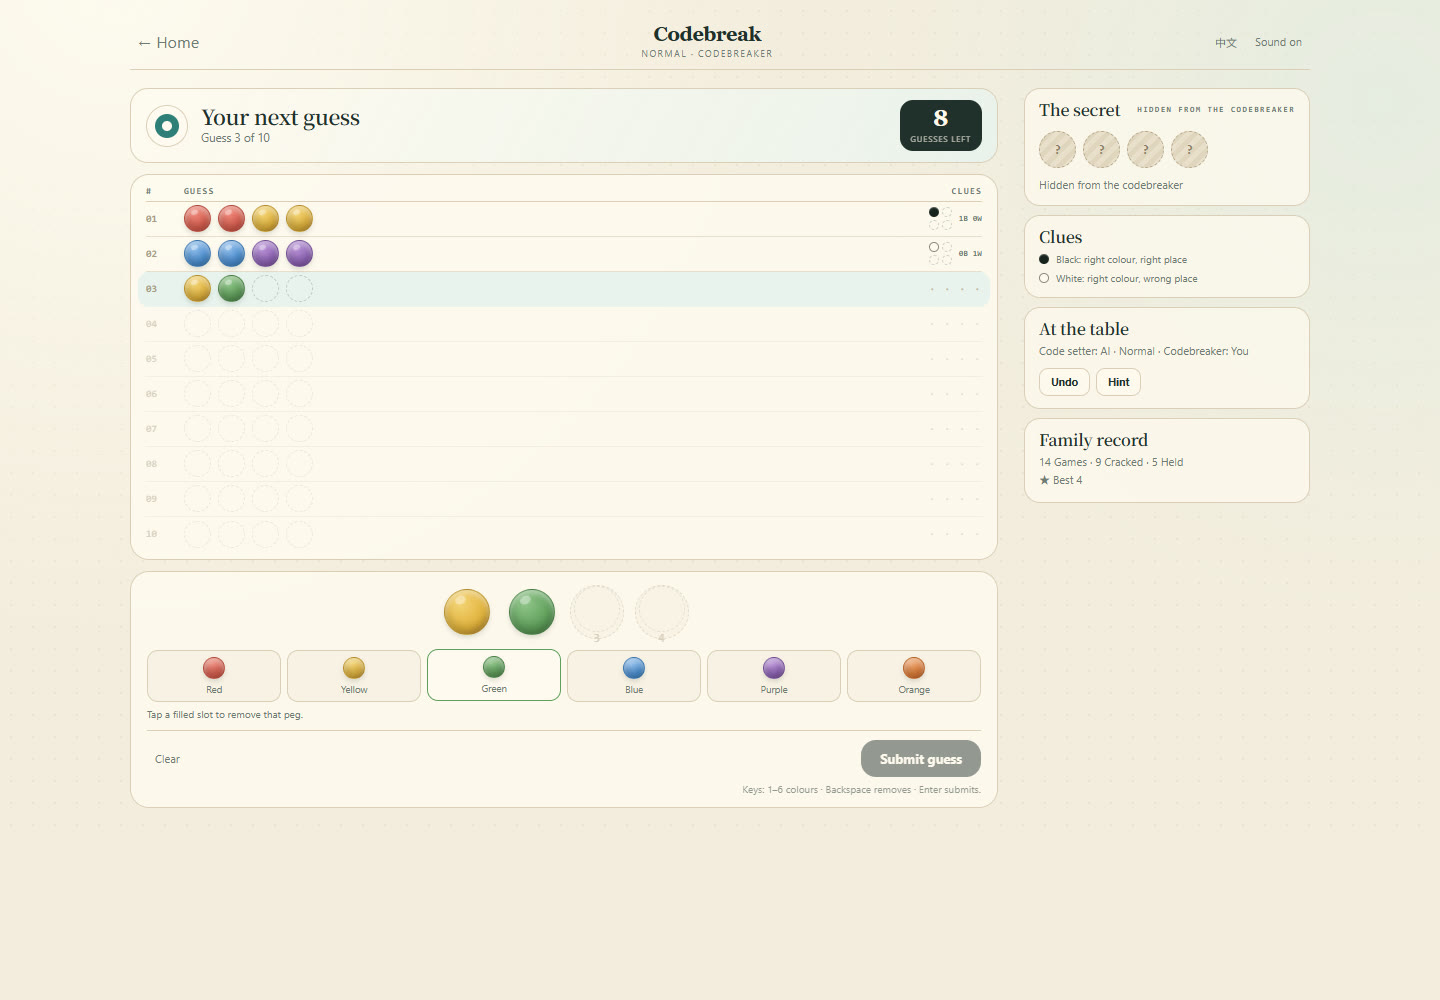 ← Home
Codebreak
NORMAL · CODEBREAKER
中文
Sound on
Your next guess
Guess 3 of 10
8
GUESSES LEFT
# GUESS CLUES
01 1B 0W
02 0B 1W
03
04
05
06
07
08
09
10
3 4
Red Yellow Green Blue Purple Orange
Tap a filled slot to remove that peg.
Clear
Submit guess
Keys: 1–6 colours · Backspace removes · Enter submits.
The secret
HIDDEN FROM THE CODEBREAKER
? ? ? ?
Hidden from the codebreaker
Clues
Black: right colour, right place
White: right colour, wrong place
At the table
Code setter: AI · Normal · Codebreaker: You
Undo Hint
Family record
14 Games · 9 Cracked · 5 Held
★ Best 4